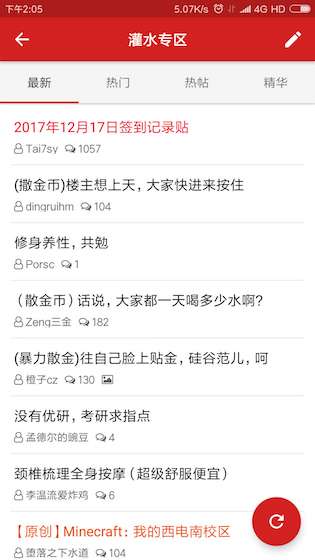 下午2:05
5.07K/s
4G HD
灌水专区
最新
热门
热帖
精华
2017年12月17日签到记录贴
Tai7sy 1057
(撒金币)楼主想上天，大家快进来按住
dingruihm 104
修身养性，共勉
Porsc 1
（散金币）话说，大家都一天喝多少水啊?
Zeng三金 182
(暴力散金)往自己脸上贴金，硅谷范儿，呵
橙子cz 130
没有优研，考研求指点
孟德尔的豌豆 4
颈椎梳理全身按摩（超级舒服便宜）
李温流爱炸鸡 6
【原创】Minecraft：我的西电南校区
堕落之下水道 104